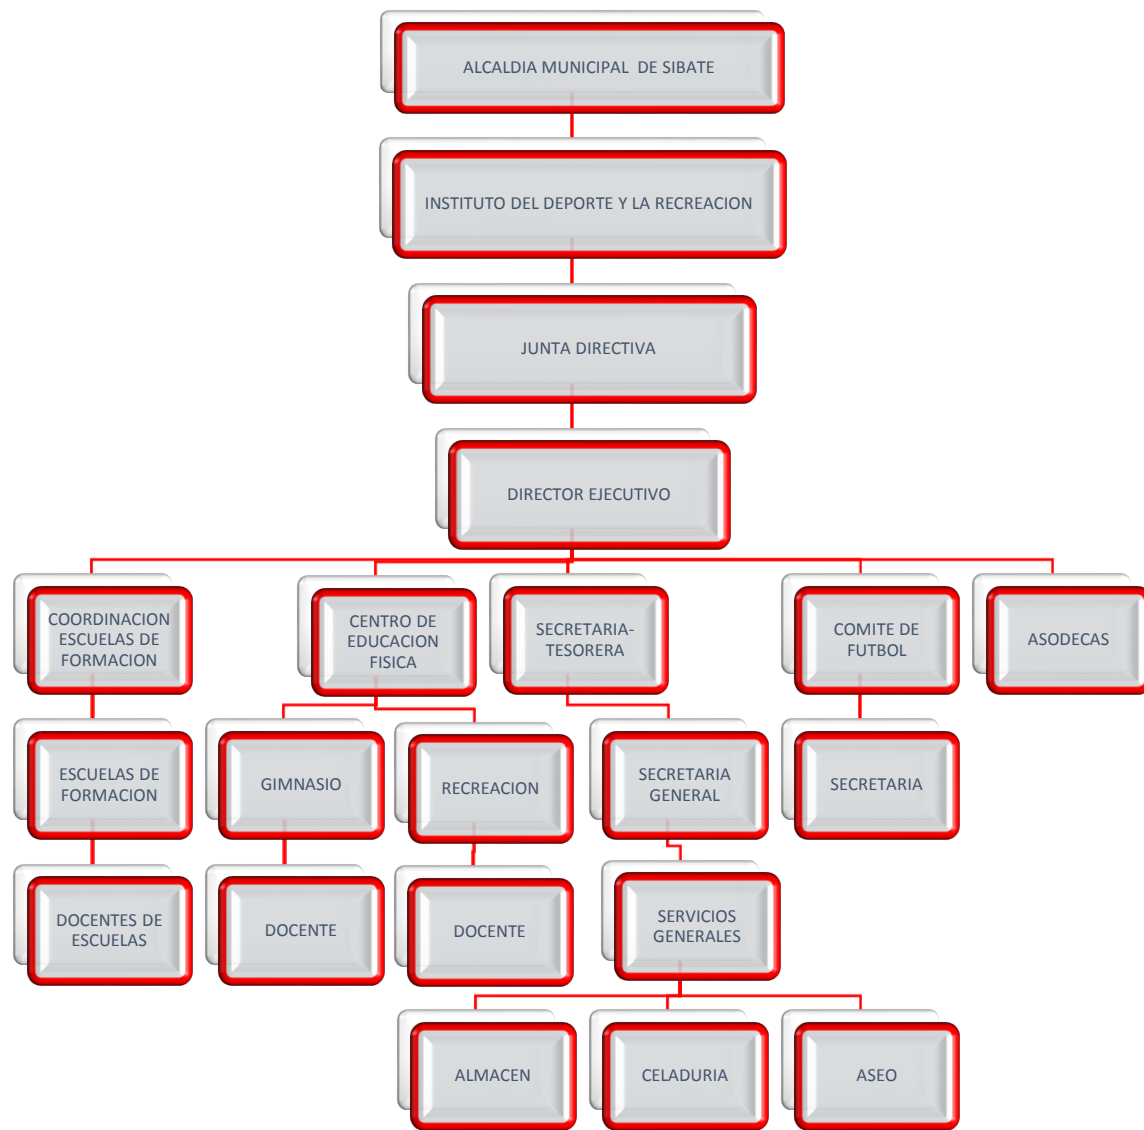 ALCALDIA MUNICIPAL DE SIBATE
INSTITUTO DEL DEPORTE Y LA RECREACION
JUNTA DIRECTIVA
DIRECTOR EJECUTIVO
COORDINACION
ESCUELAS DE
FORMACION
CENTRO DE
EDUCACION
FISICA
SECRETARIA-
TESORERA
COMITE DE
FUTBOL
ASODECAS
ESCUELAS DE
FORMACION
GIMNASIO
RECREACION
SECRETARIA
GENERAL
SECRETARIA
DOCENTES DE
ESCUELAS
DOCENTE
DOCENTE
SERVICIOS
GENERALES
ALMACEN
CELADURIA
ASEO